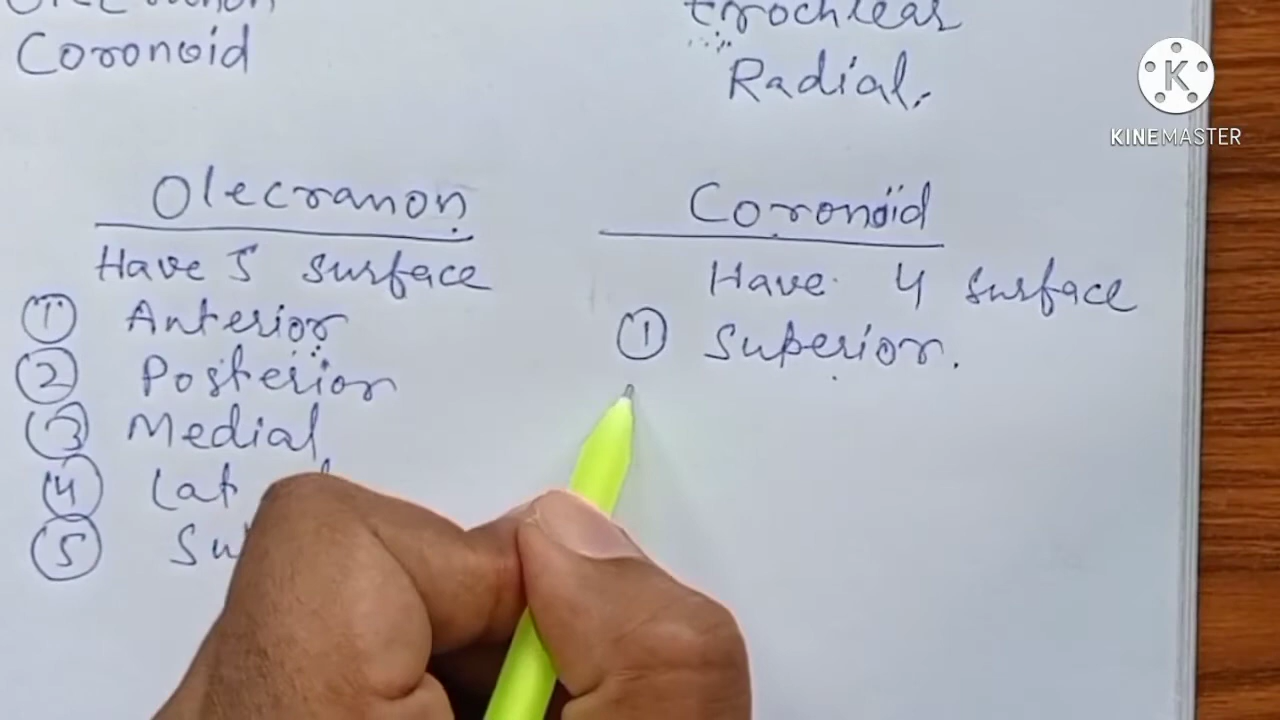 Coronoid
trochlear
Radial.
KINEMASTER
Olecranon
Have 5 surface
① Anterior
② Posterior
③ Medial
④ Lat
⑤ Su
Coronoid
Have 4 surface
① Superior.